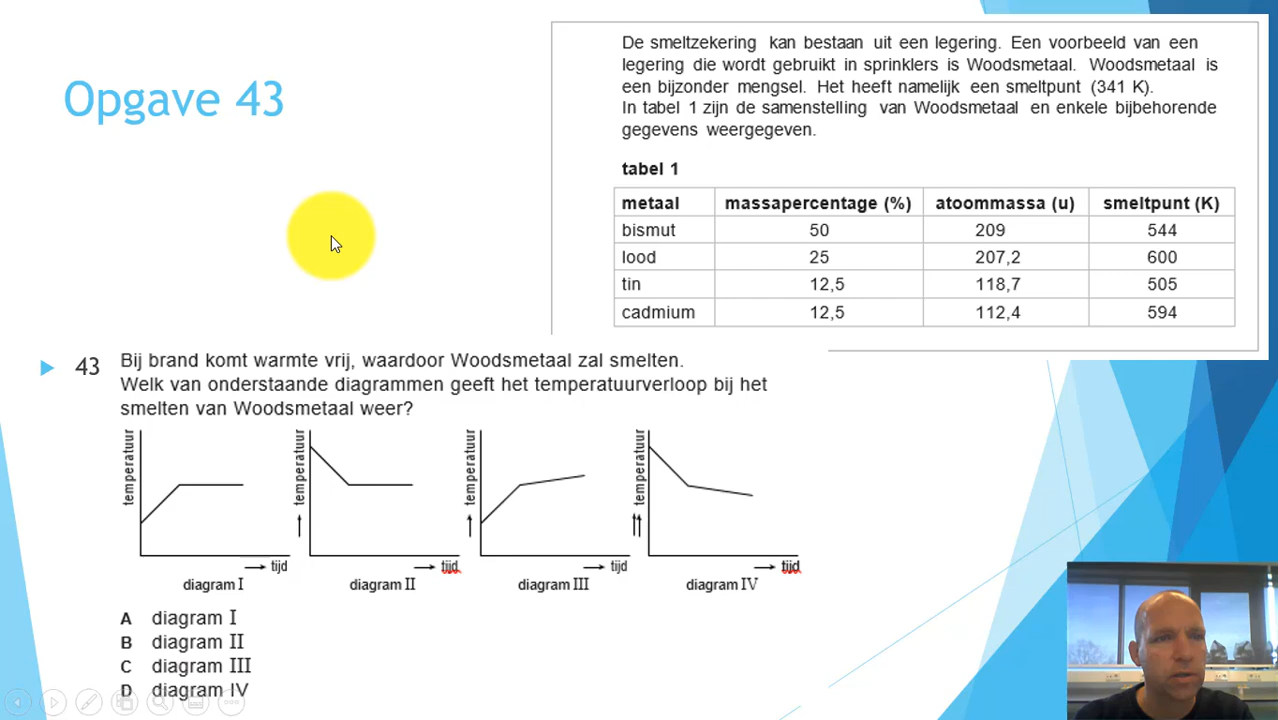 Opgave 43
De smeltzekering kan bestaan uit een legering. Een voorbeeld van een
legering die wordt gebruikt in sprinklers is Woodsmetaal. Woodsmetaal is
een bijzonder mengsel. Het heeft namelijk een smeltpunt (341 K).
In tabel 1 zijn de samenstelling van Woodsmetaal en enkele bijbehorende
gegevens weergegeven.
tabel 1
metaal massapercentage (%) atoommassa (u) smeltpunt (K)
bismut 50 209 544
lood 25 207,2 600
tin 12,5 118,7 505
cadmium 12,5 112,4 594
43 Bij brand komt warmte vrij, waardoor Woodsmetaal zal smelten.
Welk van onderstaande diagrammen geeft het temperatuurverloop bij het
smelten van Woodsmetaal weer?
temperatuur temperatuur temperatuur temperatuur
tijd tijd tijd tijd
diagram I diagram II diagram III diagram IV
A diagram I
B diagram II
C diagram III
D diagram IV